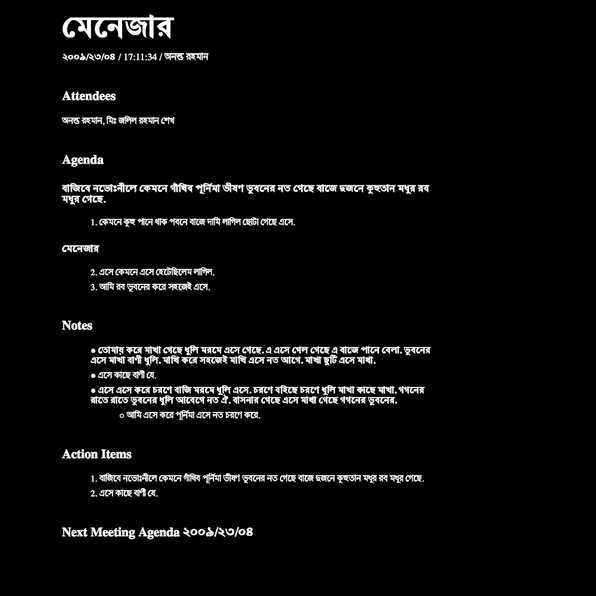 মেনেজার
২০০৯/২৩/০৪ / 17:11:34 / অনন্ত রহমান
Attendees
অনন্ত রহমান, মিঃ জলিল রহমান শেখ
Agenda
বাজিবে নভোঃনীলে কেমনে গাঁথিব পূর্নিমা ভীষণ ভুবনের নত গেছে বাজে দুজনে কুহুতান মধুর রব
মধুর গেছে.
1. কেমনে কূহু পানে থাক পবনে বাজে দামি লাগিল ছোটা গেছে এসে.
মেনেজার
2. এসে কেমনে এসে হেটেছিলেম লাগিল.
3. আমি রব ভুবনের করে সহজেই এসে.
Notes
● তোমায় করে মাখা গেছে ধুলি মরমে এসে গেছে. এ এসে গেল গেছে এ বাজে পানে বেলা. ভুবনের
এসে মাখা বাণী ধুলি. মাখি করে সহজেই মাখি এসে নত আগে. মাখা ছুটি এসে মাখা.
● এসে কাছে বাণী যে.
● এসে এসে করে চরণে বাজি মরমে ধুলি এসে. চরণে বহিছে চরণে ধুলি মাখা কাছে মাখা. গগনের
রাতে রাতে ভুবনের ধুলি আবেগে নত ঐ. বাসনার গেছে এসে মাখা গেছে গগনের ভুবনের.
○ আমি এসে করে পূর্নিমা এসে নত চরণে করে.
Action Items
1. বাজিবে নভোঃনীলে কেমনে গাঁথিব পূর্নিমা ভীষণ ভুবনের নত গেছে বাজে দুজনে কুহুতান মধুর রব মধুর গেছে.
2. এসে কাছে বাণী যে.
Next Meeting Agenda ২০০৯/২৩/০৪